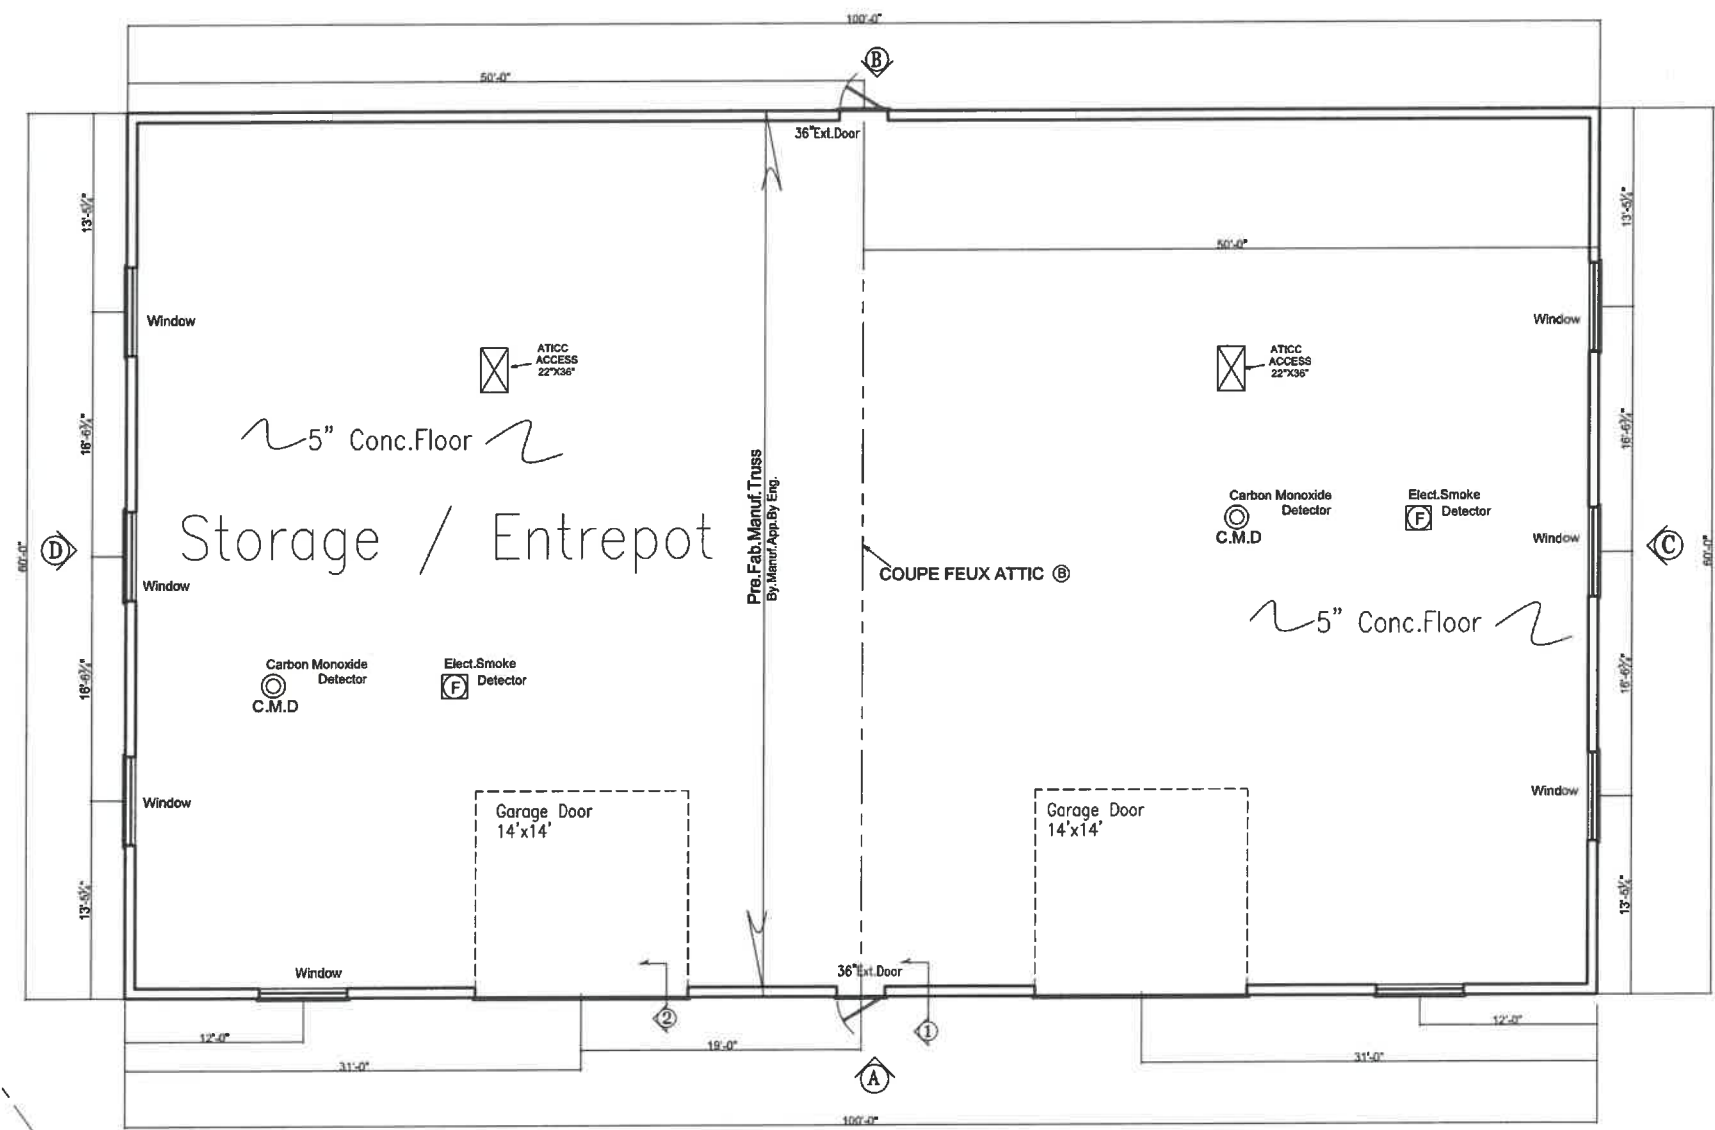 100'-0"
B
50'-0"
36"Ext.Door
13'-5¼"
13'-5¼"
50'-0"
Window
Window
ATICC
ACCESS
22"X36"
ATICC
ACCESS
22"X36"
16'-6¾"
5" Conc.Floor
16'-6¾"
Pre.Fab.Manuf.Truss
By.Manuf.App.By Eng.
Carbon Monoxide
Detector
C.M.D
Elect.Smoke
Detector
F
Storage / Entrepot
D
60'-0"
Window
C
60'-0"
Window
COUPE FEUX ATTIC B
5" Conc.Floor
Carbon Monoxide
Detector
C.M.D
Elect.Smoke
Detector
F
16'-6¾"
16'-6¾"
Window
Window
Garage Door
14'x14'
Garage Door
14'x14'
13'-5¼"
13'-5¼"
Window
36"Ext.Door
2
1
12'-0"
12'-0"
19'-0"
31'-0"
31'-0"
A
100'-0"